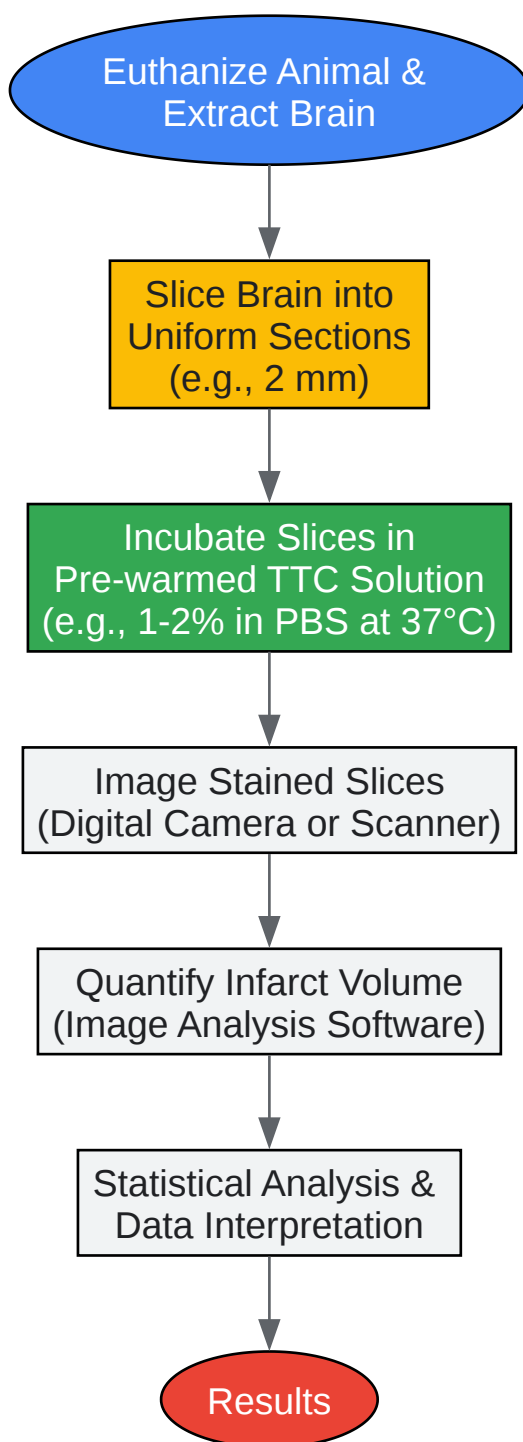 Euthanize Animal &
Extract Brain
Slice Brain into
Uniform Sections
(e.g., 2 mm)
Incubate Slices in
Pre-warmed TTC Solution
(e.g., 1-2% in PBS at 37°C)
Image Stained Slices
(Digital Camera or Scanner)
Quantify Infarct Volume
(Image Analysis Software)
Statistical Analysis &
Data Interpretation
Results